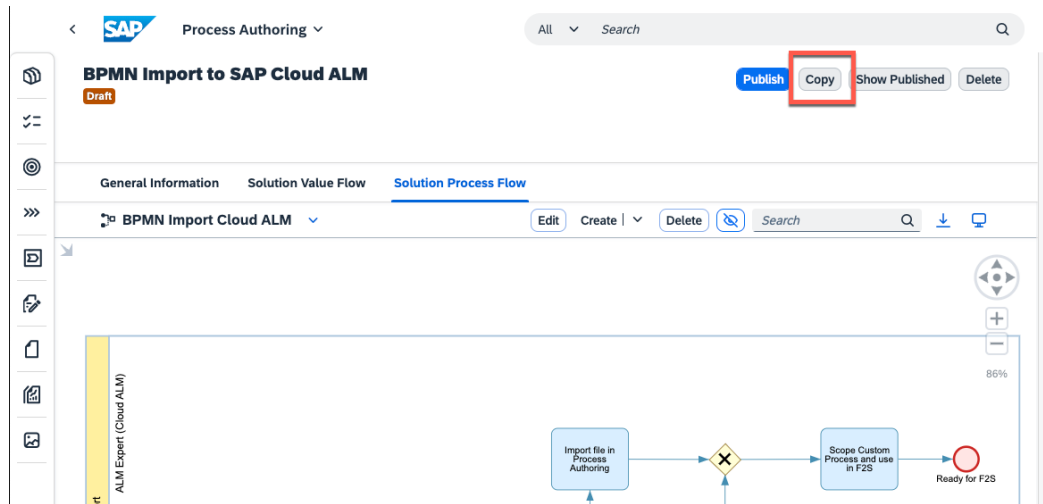 SAP Process Authoring All Search
BPMN Import to SAP Cloud ALM
Draft
Publish Copy Show Published Delete
General Information Solution Value Flow Solution Process Flow
BPMN Import Cloud ALM Edit Create Delete Search
86%
ALM Expert (Cloud ALM)
Import file in
Process
Authoring
Scope Custom
Process and use
in F2S
Ready for F2S